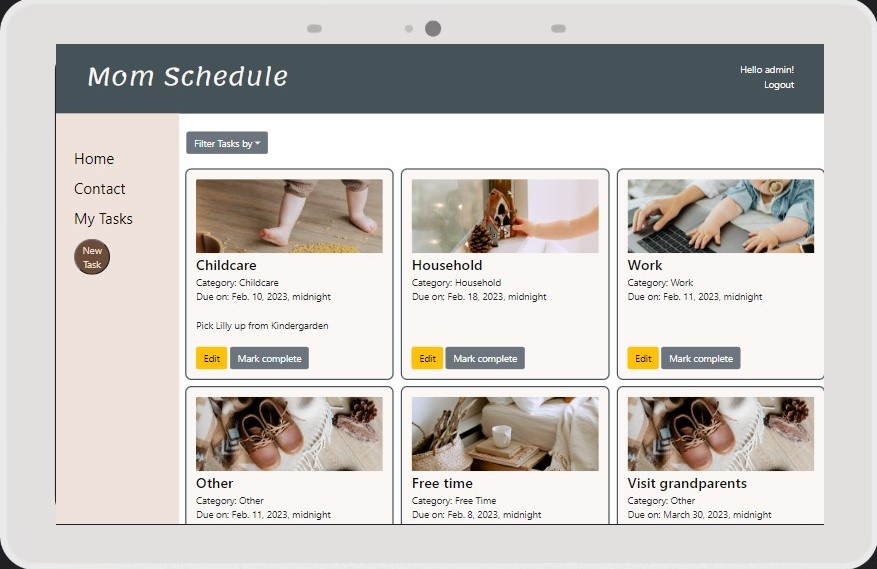 Mom Schedule
Hello admin!
Logout
Home
Contact
My Tasks
New
Task
Filter Tasks by
Childcare
Category: Childcare
Due on: Feb. 10, 2023, midnight
Pick Lilly up from Kindergarden
Edit
Mark complete
Household
Category: Household
Due on: Feb. 18, 2023, midnight
Edit
Mark complete
Work
Category: Work
Due on: Feb. 11, 2023, midnight
Edit
Mark complete
Other
Category: Other
Due on: Feb. 11, 2023, midnight
Free time
Category: Free Time
Due on: Feb. 8, 2023, midnight
Visit grandparents
Category: Other
Due on: March 30, 2023, midnight